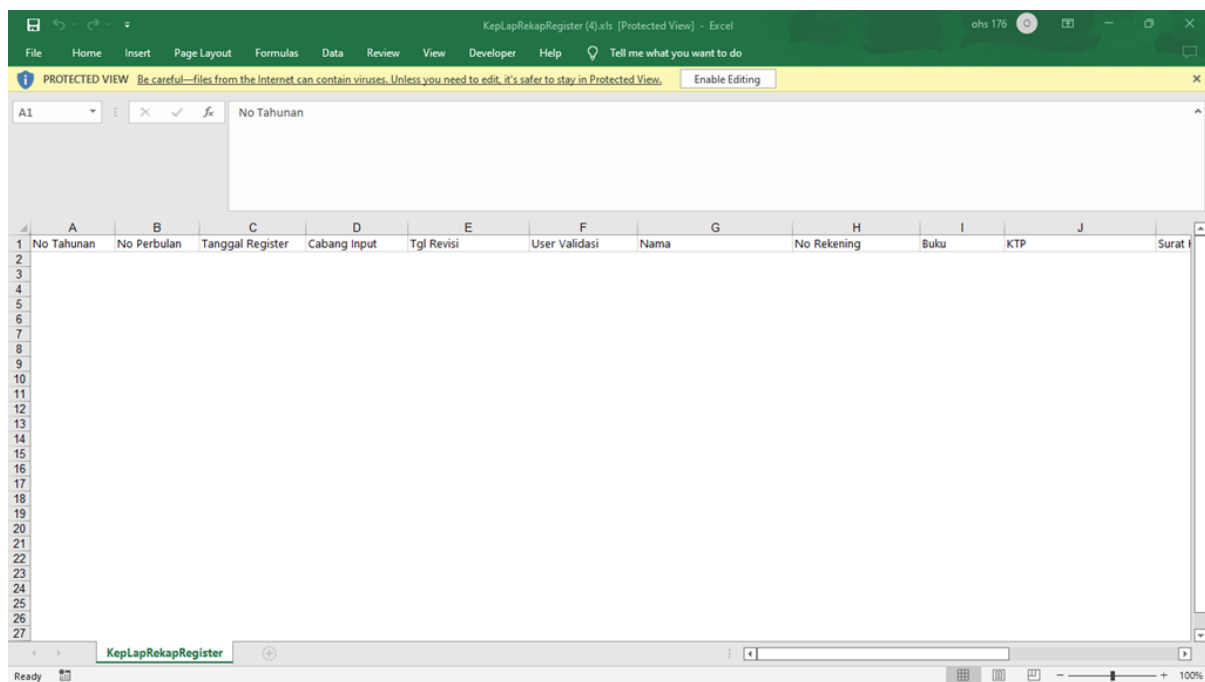 KepLapRekapRegister (4).xls [Protected View] - Excel
ohs 176
O
File Home Insert Page Layout Formulas Data Review View Developer Help Tell me what you want to do
PROTECTED VIEW Be careful—files from the Internet can contain viruses. Unless you need to edit, it's safer to stay in Protected View. Enable Editing
A1 fx No Tahunan
A B C D E F G H I J
1 No Tahunan No Perbulan Tanggal Register Cabang Input Tgl Revisi User Validasi Nama No Rekening Buku KTP Surat
2
3
4
5
6
7
8
9
10
11
12
13
14
15
16
17
18
19
20
21
22
23
24
25
26
27
KepLapRekapRegister
Ready 100%